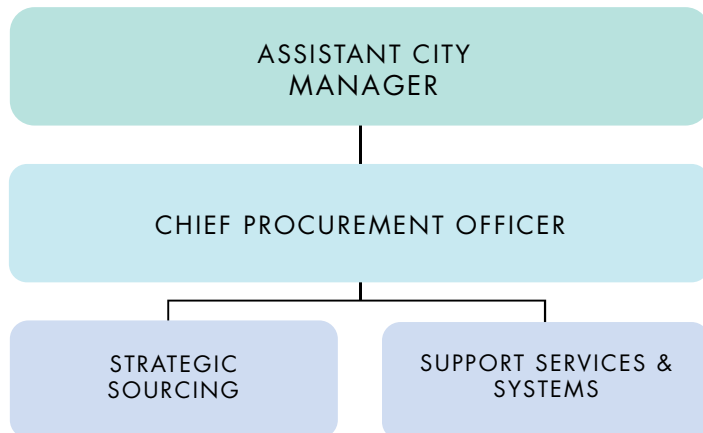 ASSISTANT CITY
MANAGER
CHIEF PROCUREMENT OFFICER
STRATEGIC
SOURCING
SUPPORT SERVICES &
SYSTEMS